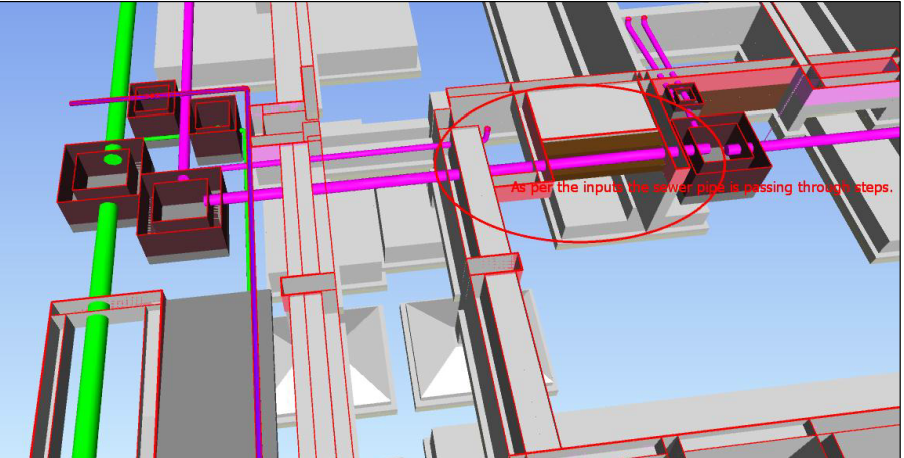 As per the inputs the sewer pipe is passing through steps.